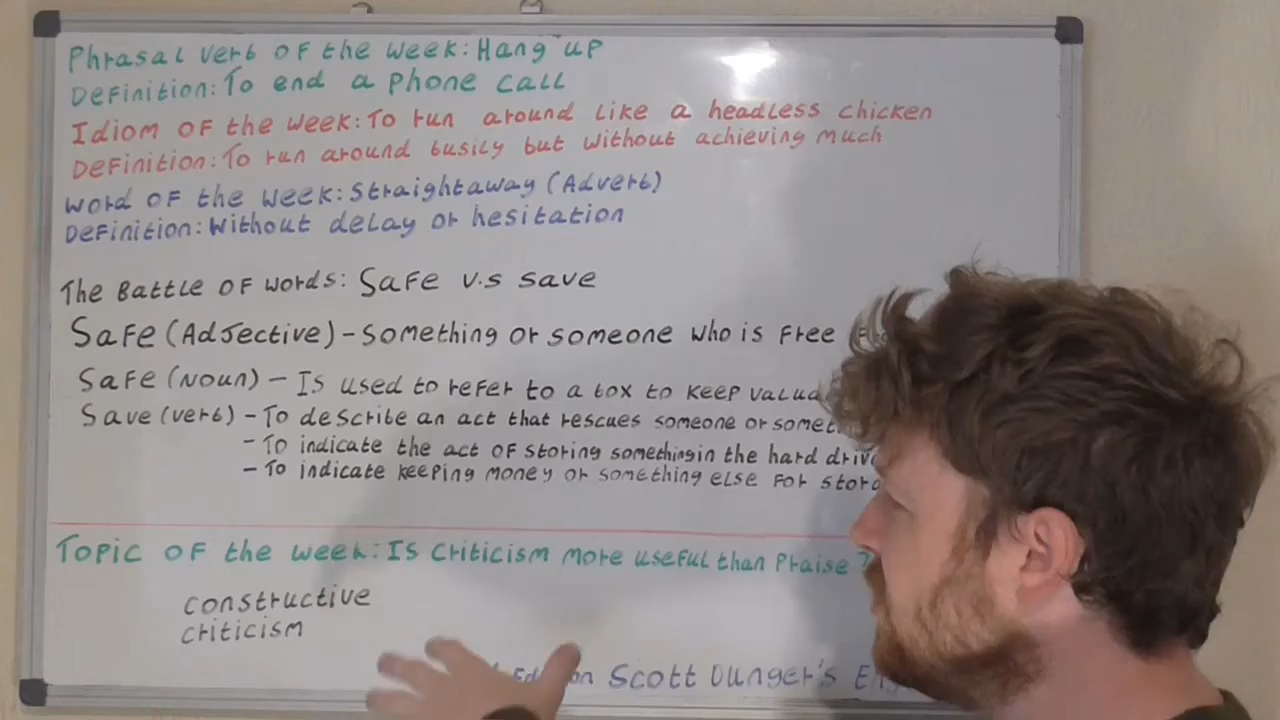 Phrasal verb of the week: Hang up
Definition: To end a phone call
Idiom of the week: To run around like a headless chicken
Definition: To run around busily but without achieving much
Word of the week: Straightaway (Adverb)
Definition: Without delay or hesitation
The Battle of words: Safe v.s save
Safe (Adjective) - Something or someone who is free
Safe (Noun) - Is used to refer to a box to keep
Save (verb) - To describe an act that rescues someone or
- To indicate the act of storing something in the hard
- To indicate keeping money or something else for
Topic of the week: Is Criticism more useful than Praise?
constructive
criticism
Scott Dunger's